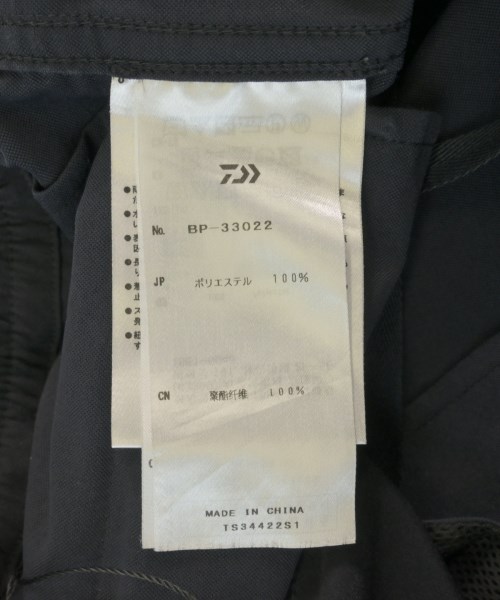 No. BP-33022
JP ポリエステル 100%
CN 聚酯纤维 100%
MADE IN CHINA
TS34422S1